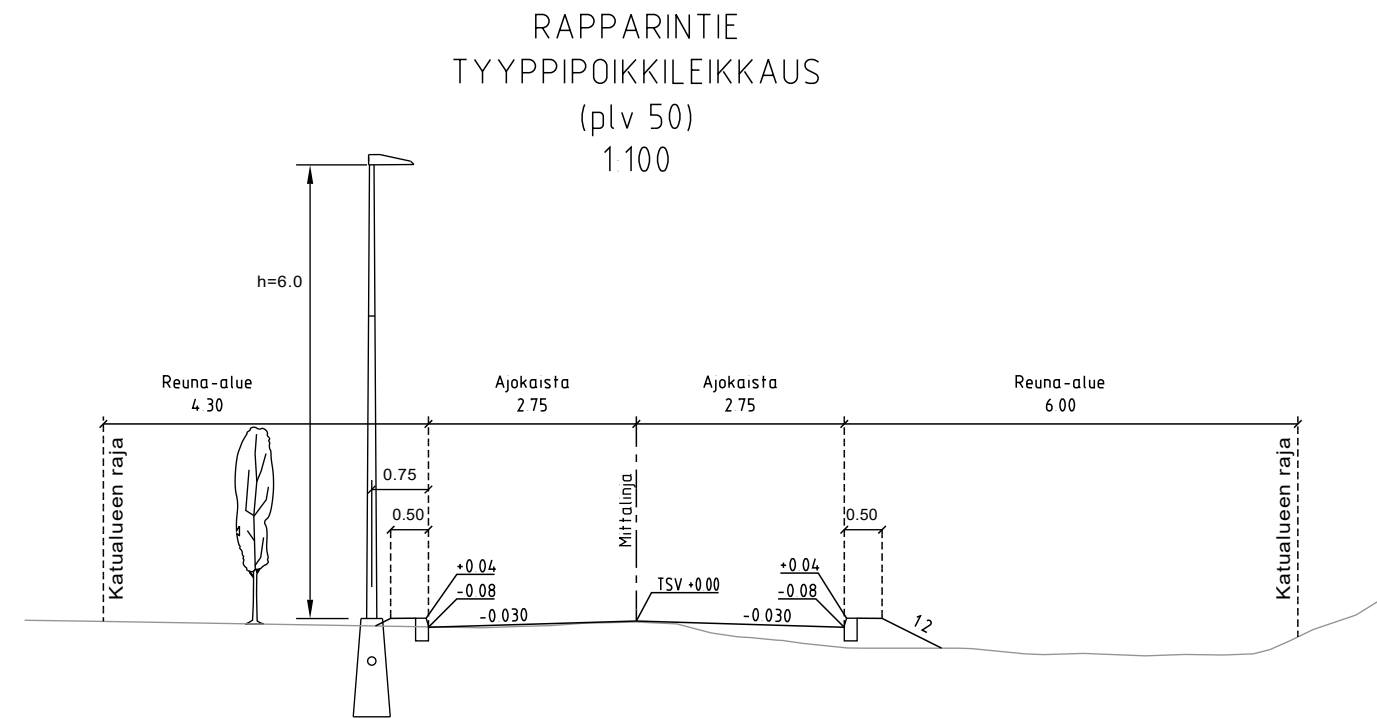 RAPPARINTIE
TYYPPIPOIKKILEIKKAUS
(plv 50)
1:100
h=6.0
Reuna-alue
4.30
Ajokaista
2.75
Ajokaista
2.75
Reuna-alue
6.00
Katualueen raja
0.75
0.50
Mittalinja
0.50
Katualueen raja
+0.04
-0.08
-0.030
TSV +0.00
+0.04
-0.08
-0.030
1:2